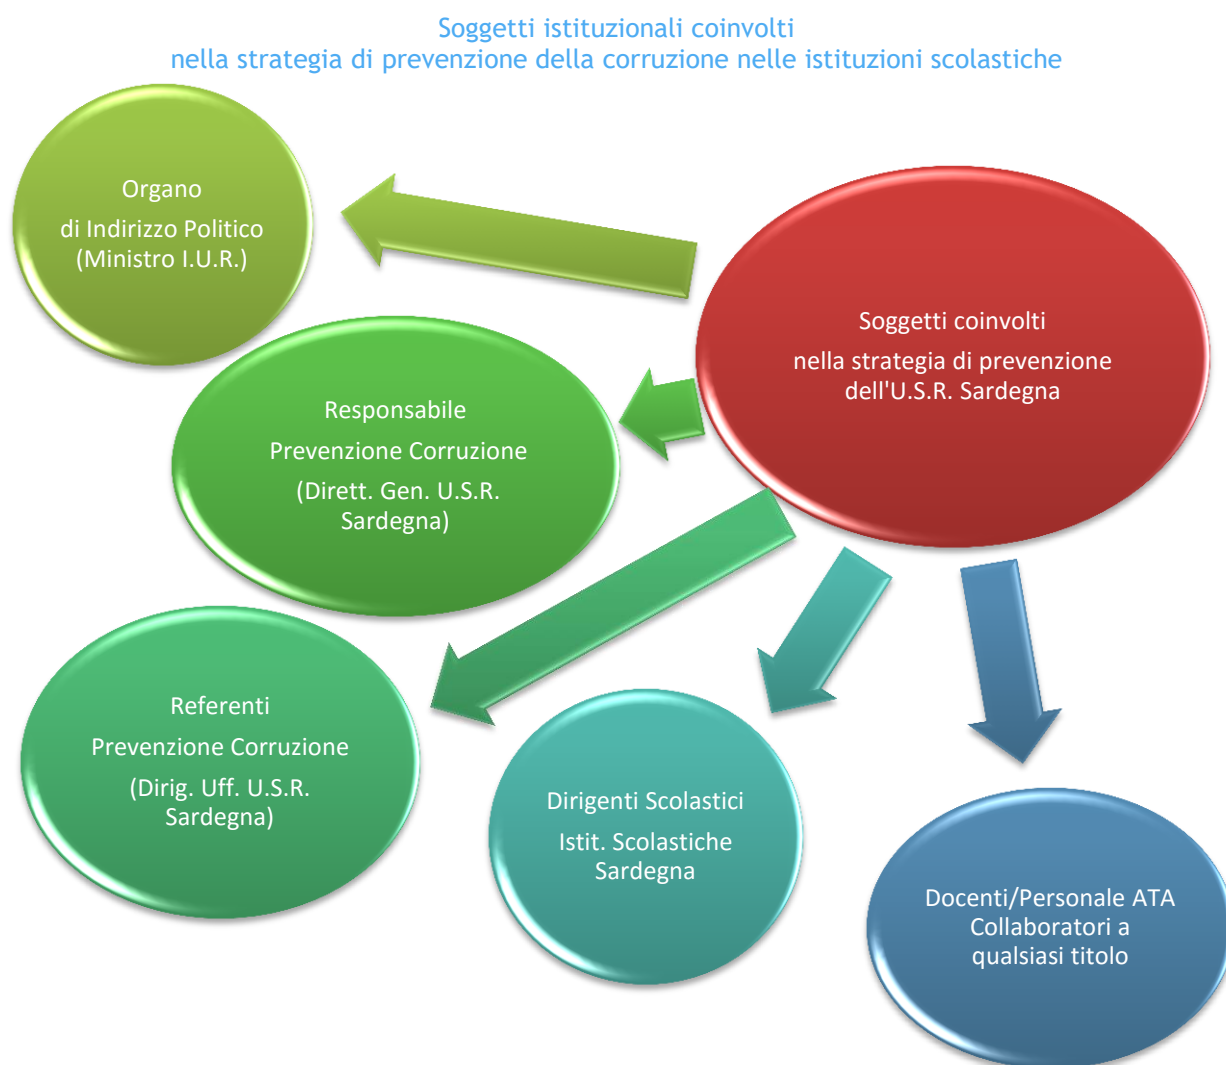 Soggetti istituzionali coinvolti
nella strategia di prevenzione della corruzione nelle istituzioni scolastiche
Organo
di Indirizzo Politico
(Ministro I.U.R.)
Soggetti coinvolti
nella strategia di prevenzione
dell'U.S.R. Sardegna
Responsabile
Prevenzione Corruzione
(Dirett. Gen. U.S.R.
Sardegna)
Referenti
Prevenzione Corruzione
(Dirig. Uff. U.S.R.
Sardegna)
Dirigenti Scolastici
Istit. Scolastiche
Sardegna
Docenti/Personale ATA
Collaboratori a
qualsiasi titolo